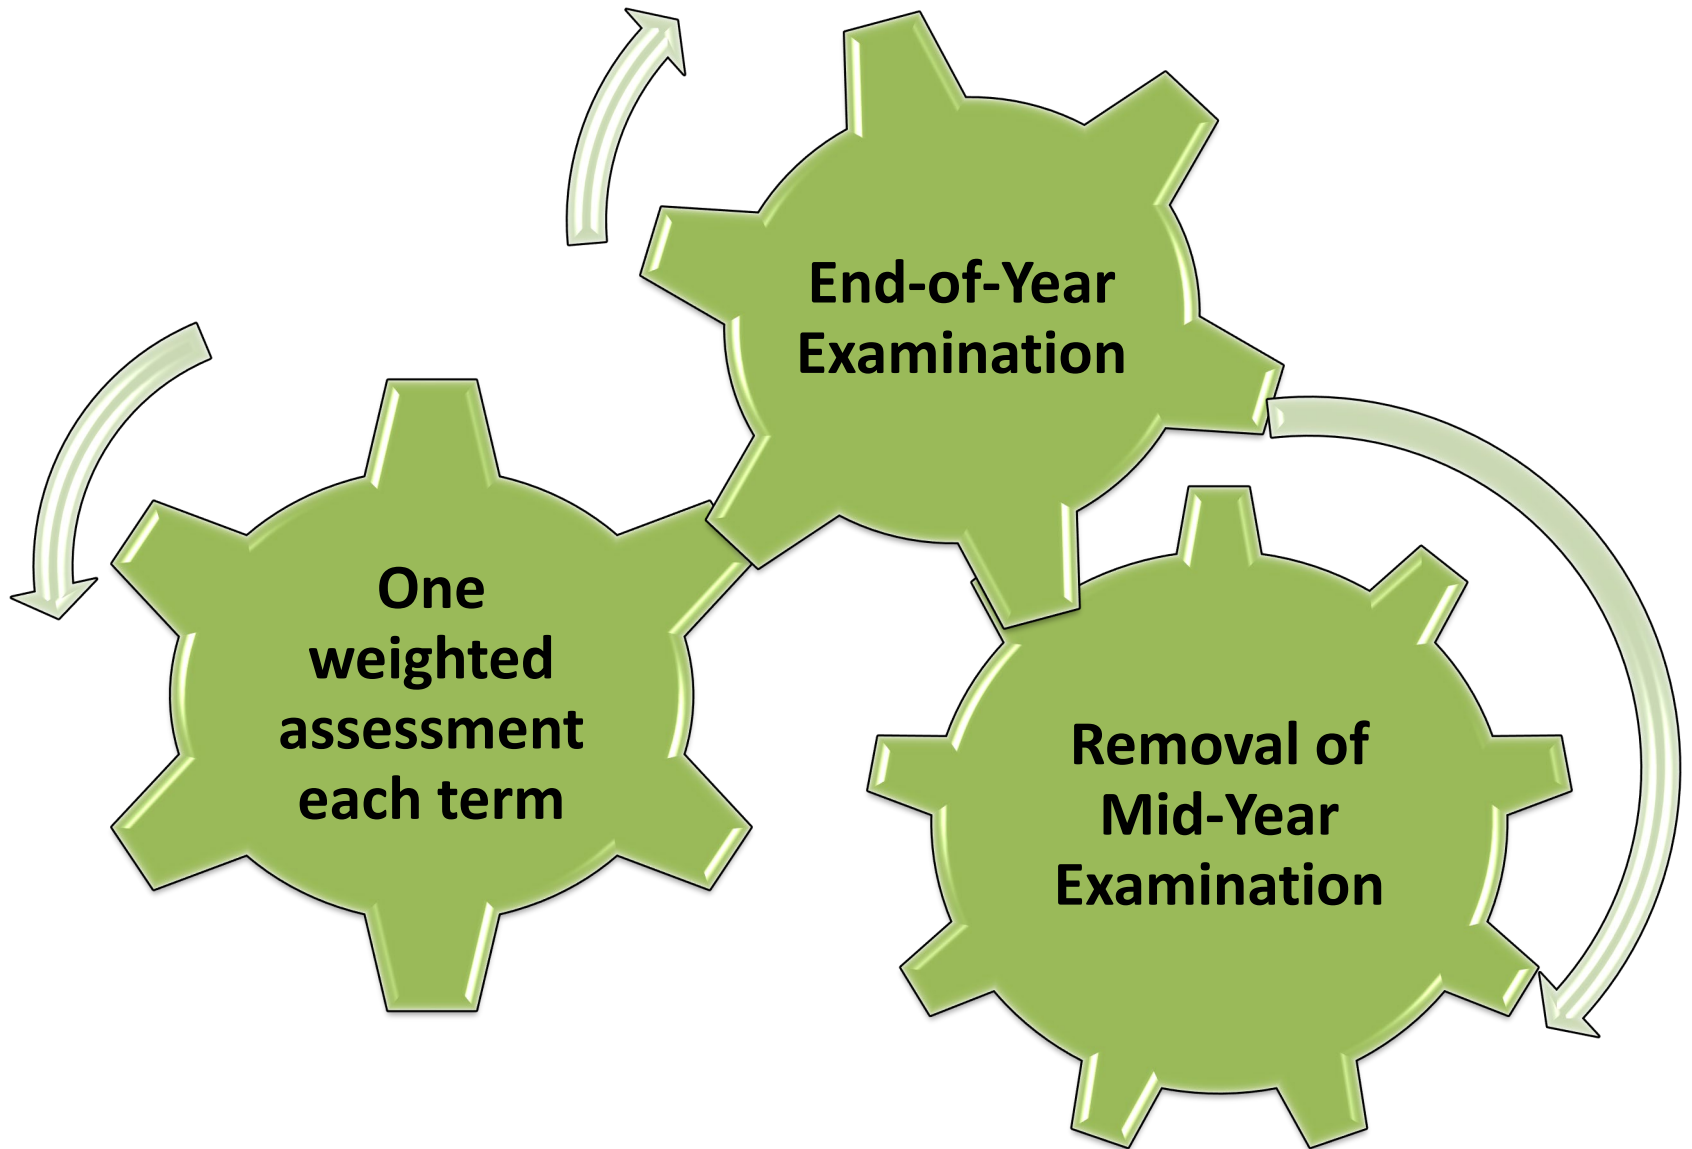 End-of-Year
Examination
One
weighted
assessment
each term
Removal of
Mid-Year
Examination